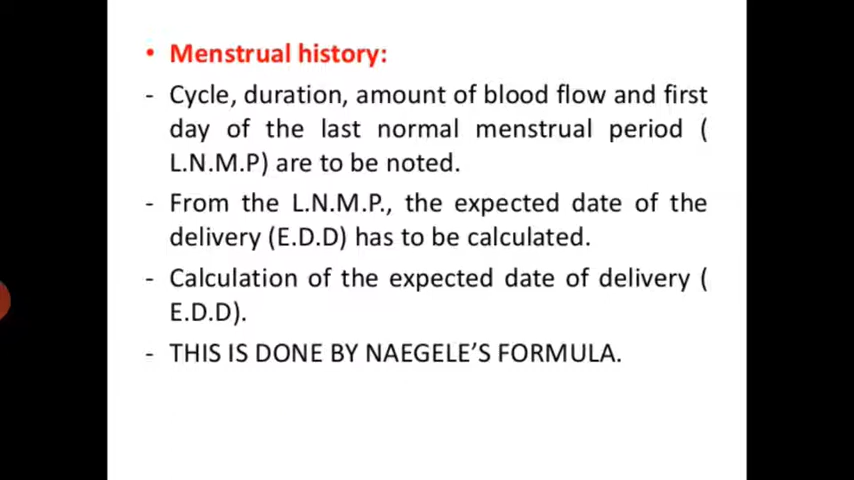 • Menstrual history:
- Cycle, duration, amount of blood flow and first
day of the last normal menstrual period (
L.N.M.P) are to be noted.
- From the L.N.M.P., the expected date of the
delivery (E.D.D) has to be calculated.
- Calculation of the expected date of delivery (
E.D.D).
- THIS IS DONE BY NAEGELE'S FORMULA.